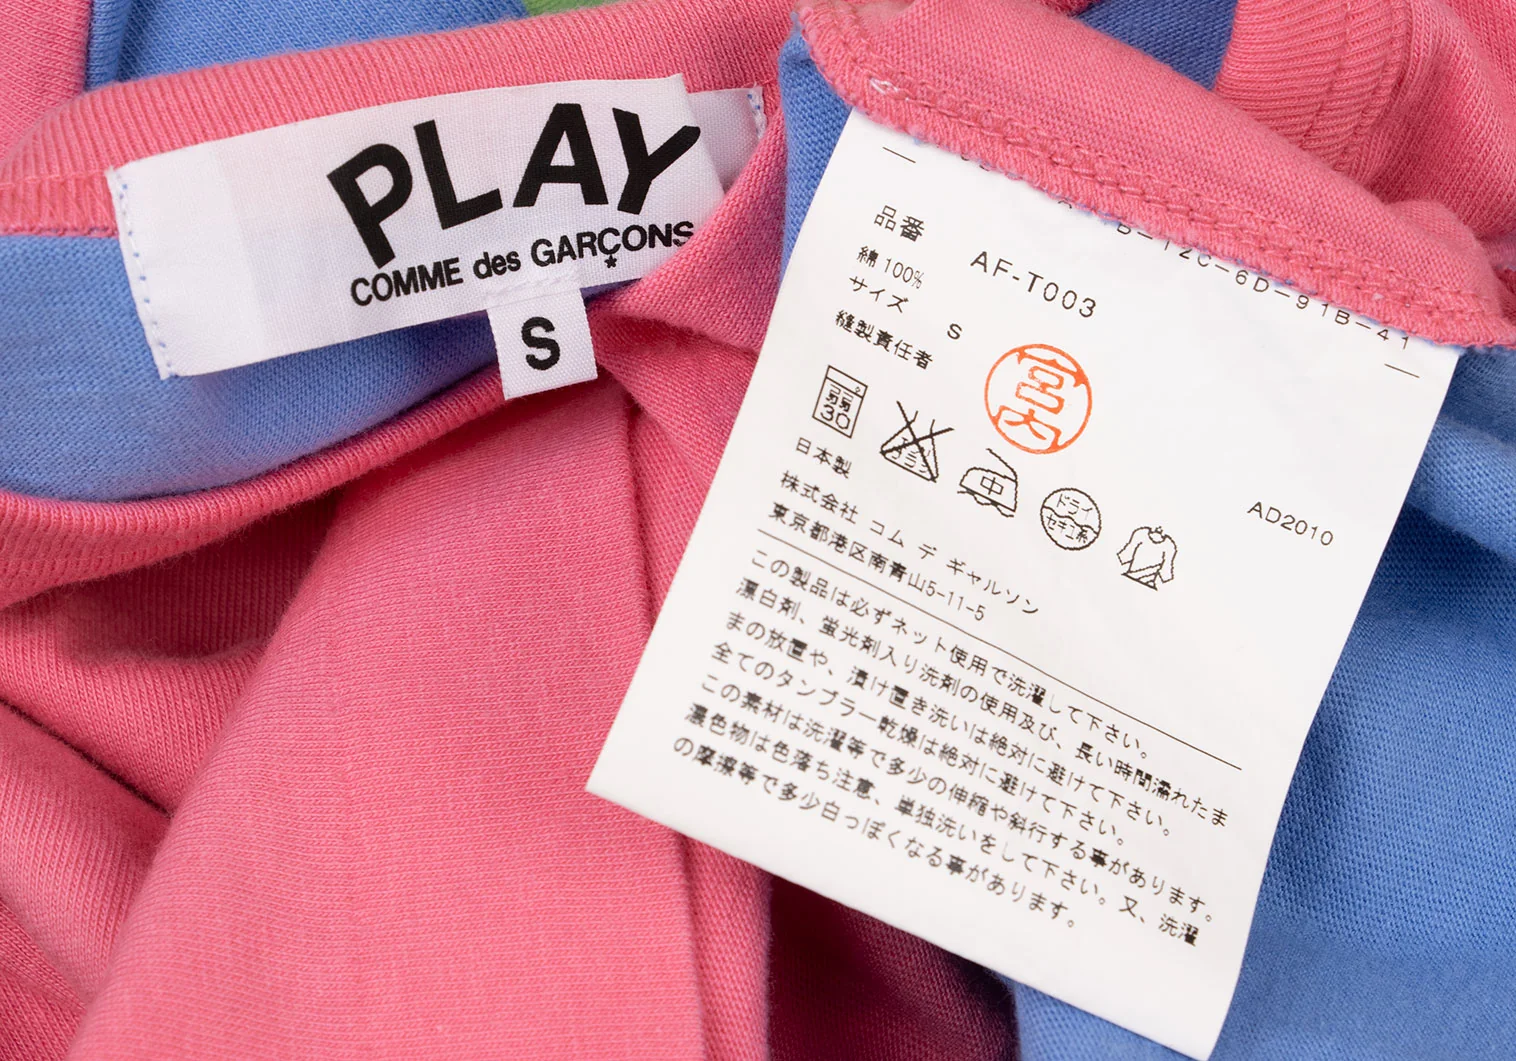 PLAY
COMME des GARÇONS
S
B-12C-6D-91B-41
品番 AF-T003
綿 100%
サイズ S
縫製責任者
宮内
30
中
ドライ
セキユ系
日本製
AD2010
株式会社 コム デ ギャルソン
東京都港区南青山5-11-5
この製品は必ずネット使用で洗濯して下さい。
漂白剤、蛍光剤入り洗剤の使用及び、長い時間濡れたま
まの放置や、漬け置き洗いは絶対に避けて下さい。
全てのタンブラー乾燥は絶対に避けて下さい。
この素材は洗濯等で多少の伸縮や斜行する事があります。
濃色物は色落ち注意、単独洗いをして下さい。又、洗濯
の摩擦等で多少白っぽくなる事があります。